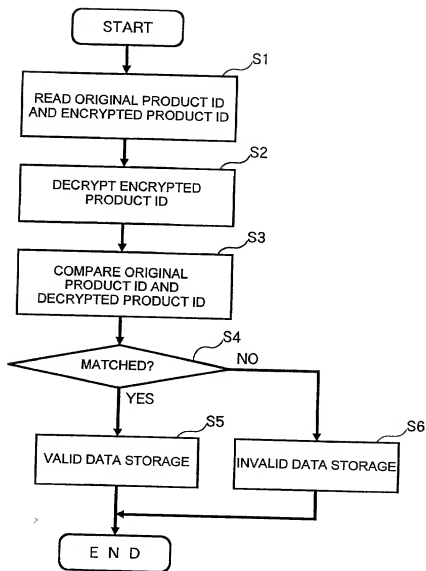 START
S1
READ ORIGINAL PRODUCT ID
AND ENCRYPTED PRODUCT ID
S2
DECRYPT ENCRYPTED
PRODUCT ID
S3
COMPARE ORIGINAL
PRODUCT ID AND
DECRYPTED PRODUCT ID
S4
MATCHED?
NO
YES
S5
VALID DATA STORAGE
S6
INVALID DATA STORAGE
E N D